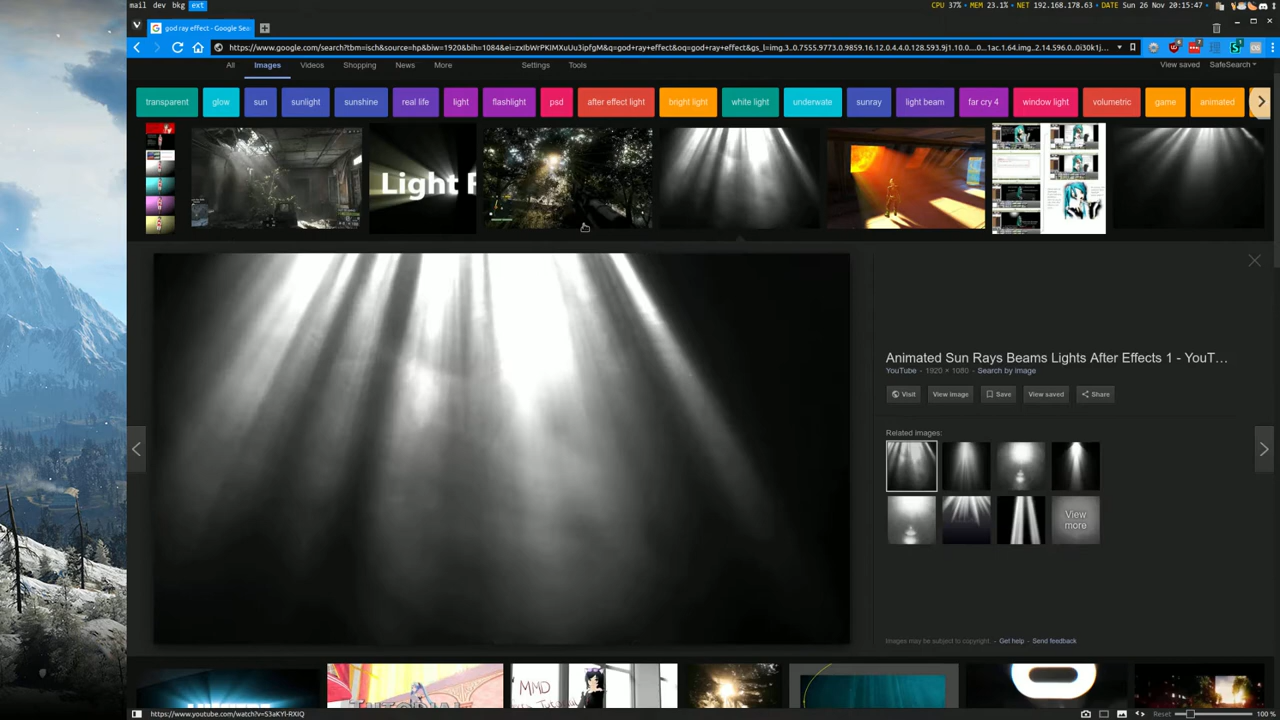 mail dev bkg ext
CPU 37% • MEM 23.1% • NET 192.168.178.63 • DATE Sun 26 Nov 20:15:47
god ray effect - Google Sea
All Images Videos Shopping News More Settings Tools View saved SafeSearch
transparent glow sun sunlight sunshine real life light flashlight psd after effect light bright light white light underwate sunray light beam far cry 4 window light volumetric game animated
Light F
Animated Sun Rays Beams Lights After Effects 1 - YouT…
YouTube - 1920 × 1080 - Search by image
Visit View image Save View saved Share
Related images:
View
more
Images may be subject to copyright. - Get help - Send feedback
MMD
https://www.youtube.com/watch?v=S3aKYl-RXIQ
Reset 100 %